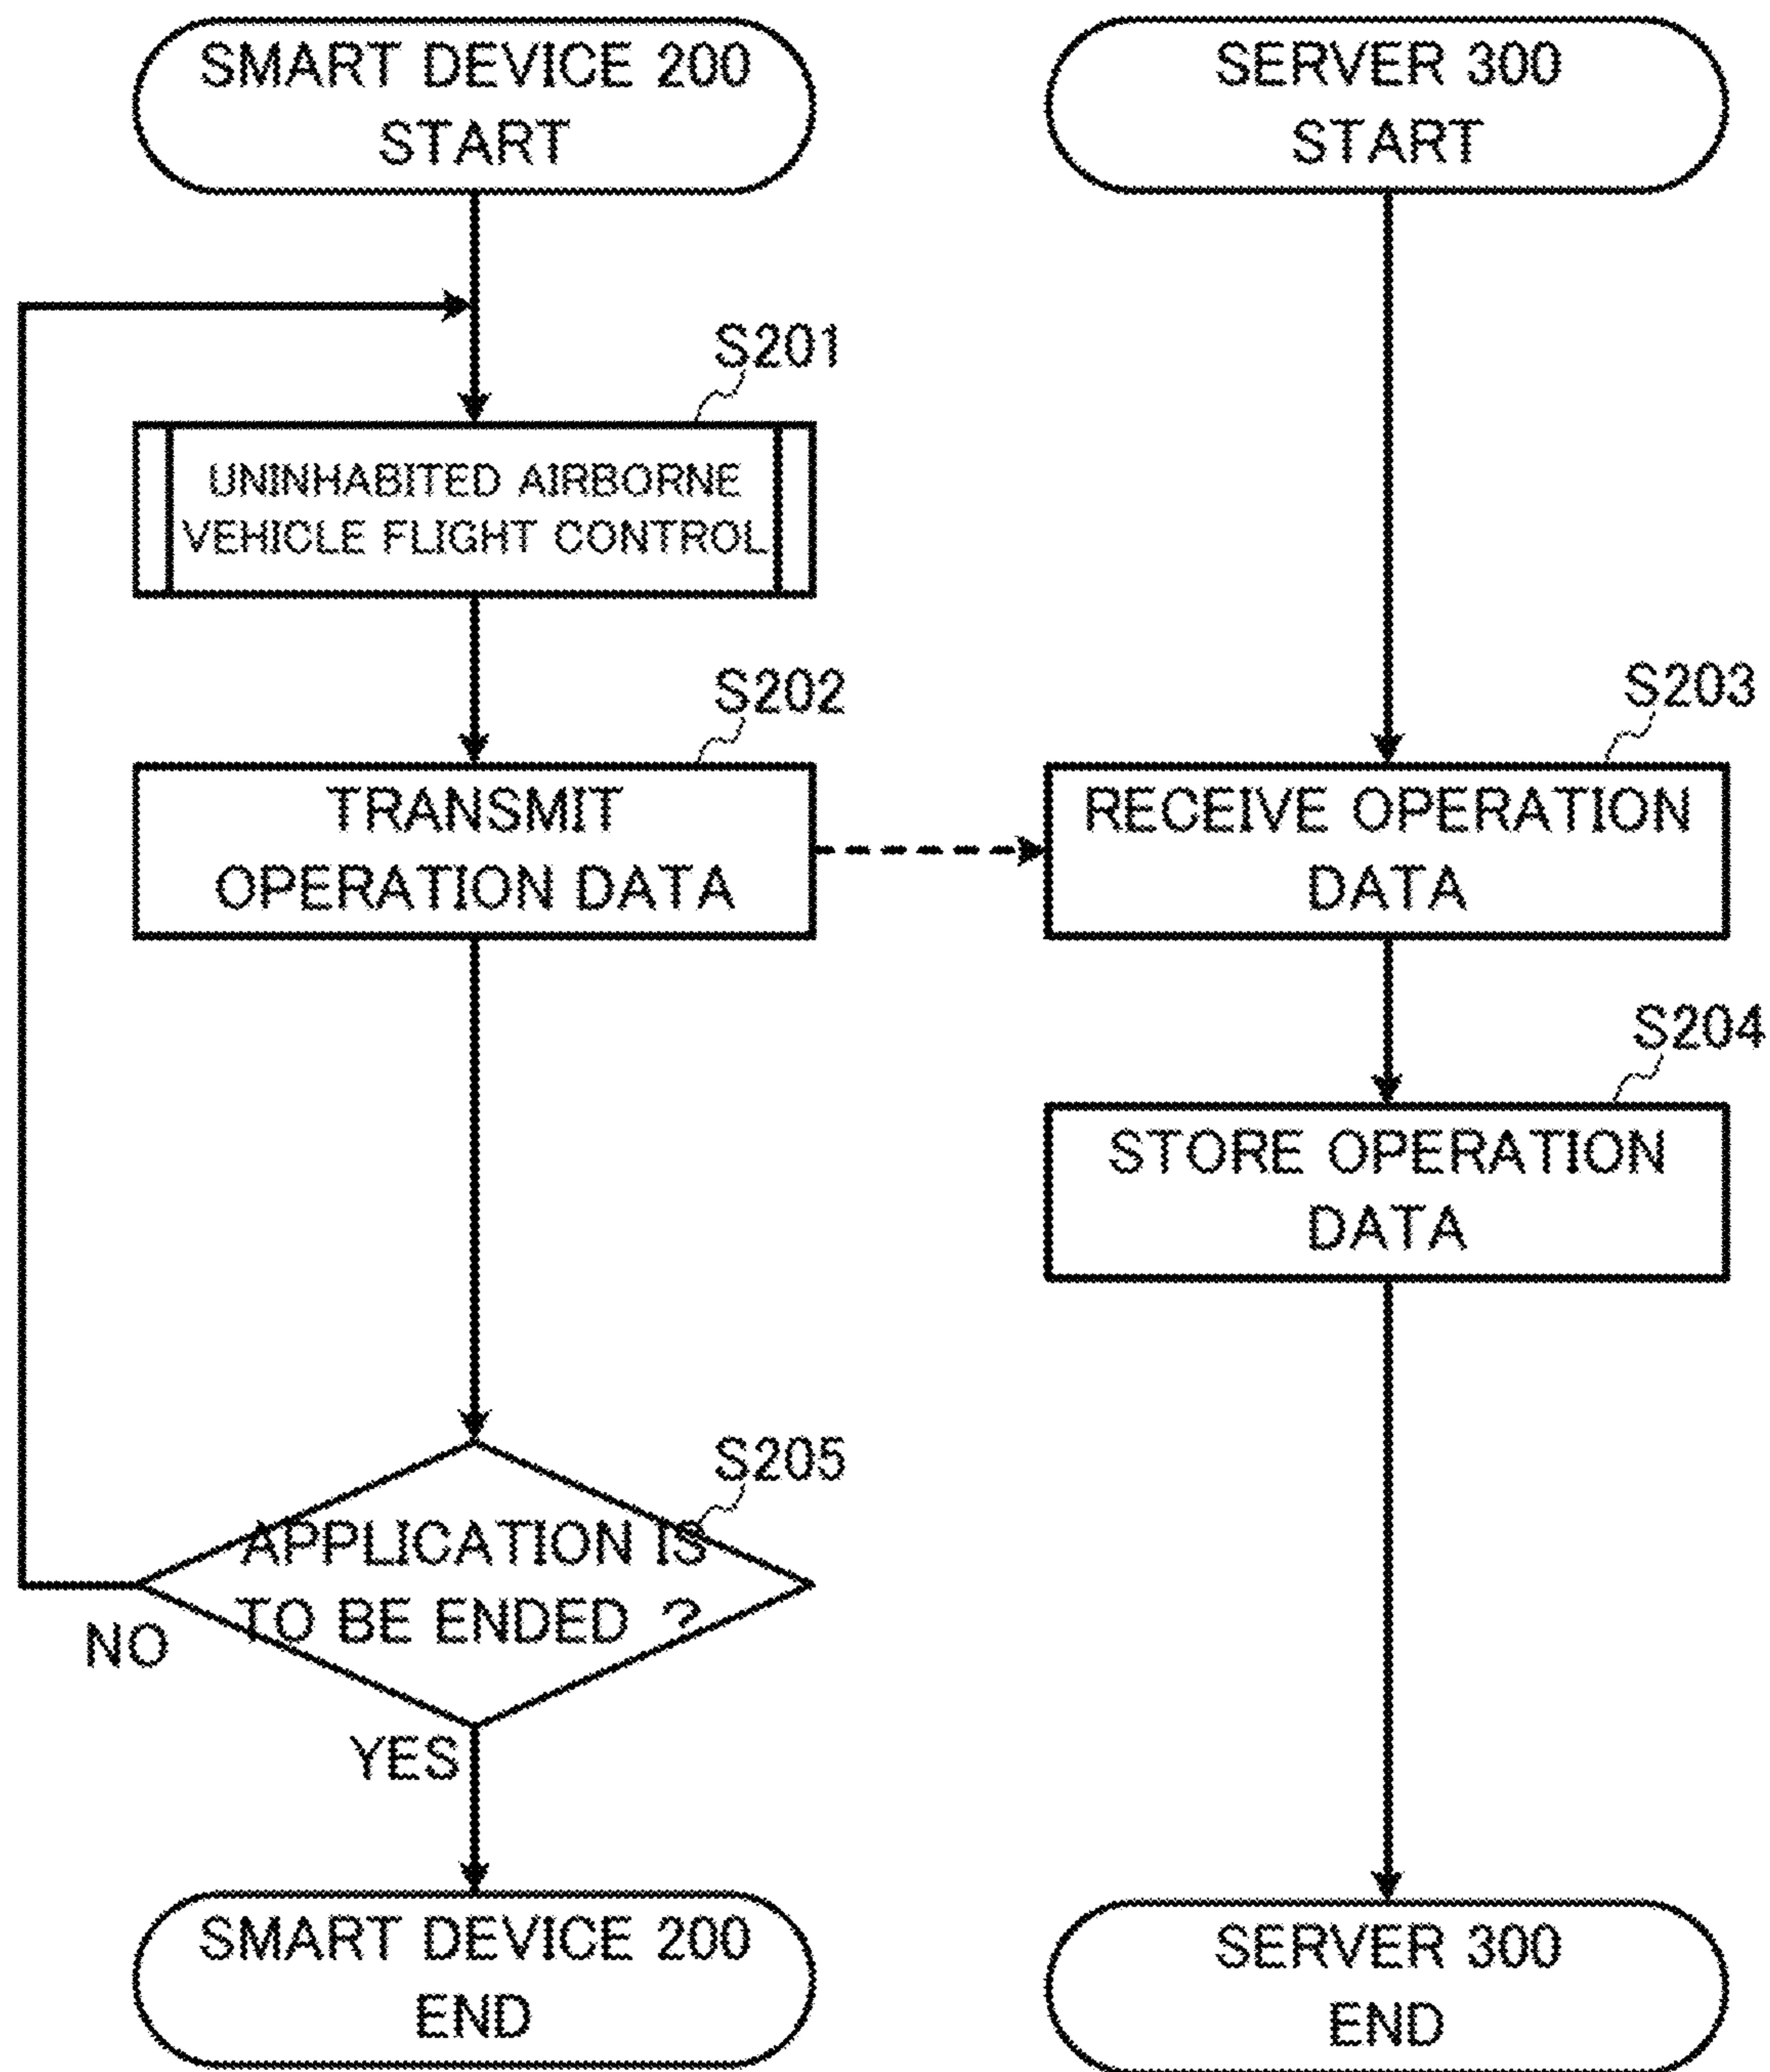 SMART DEVICE 200
START
SERVER 300
START
S201
UNINHABITED AIRBORNE
VEHICLE FLIGHT CONTROL
S202
TRANSMIT
OPERATION DATA
S203
RECEIVE OPERATION
DATA
S204
STORE OPERATION
DATA
S205
APPLICATION IS
TO BE ENDED ?
NO
YES
SMART DEVICE 200
END
SERVER 300
END